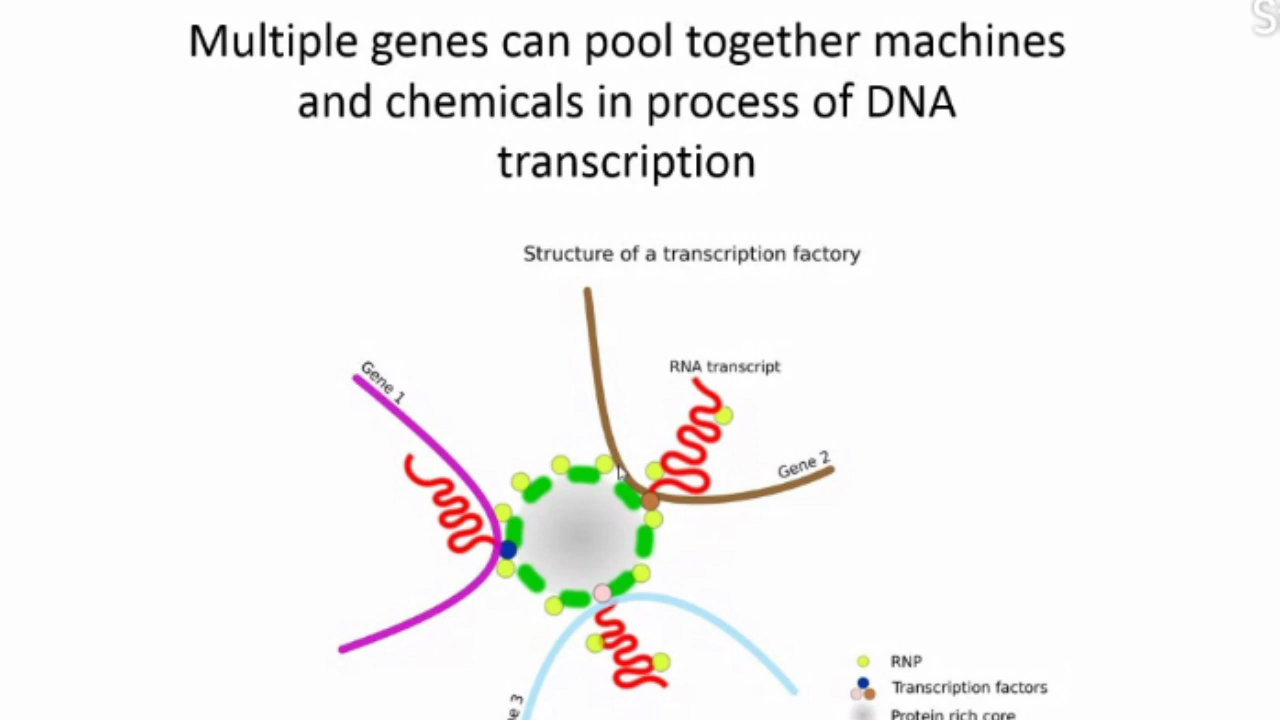 Multiple genes can pool together machines
and chemicals in process of DNA
transcription
Structure of a transcription factory
Gene 1
RNA transcript
Gene 2
RNP
Transcription factors
Protein rich core